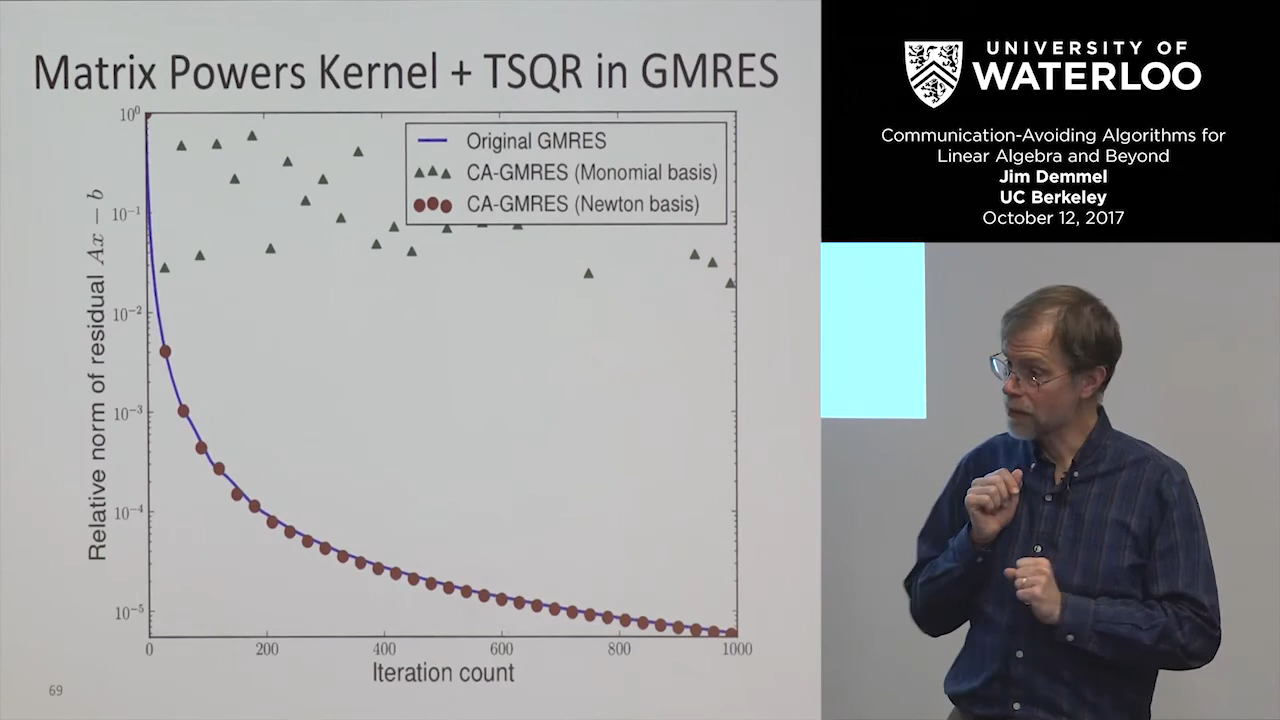 Matrix Powers Kernel + TSQR in GMRES
10⁰
10⁻¹
10⁻²
10⁻³
10⁻⁴
10⁻⁵
Relative norm of residual Ax − b
Original GMRES
CA-GMRES (Monomial basis)
CA-GMRES (Newton basis)
0 200 400 600 800 1000
Iteration count
69
UNIVERSITY OF
WATERLOO
Communication-Avoiding Algorithms for
Linear Algebra and Beyond
Jim Demmel
UC Berkeley
October 12, 2017